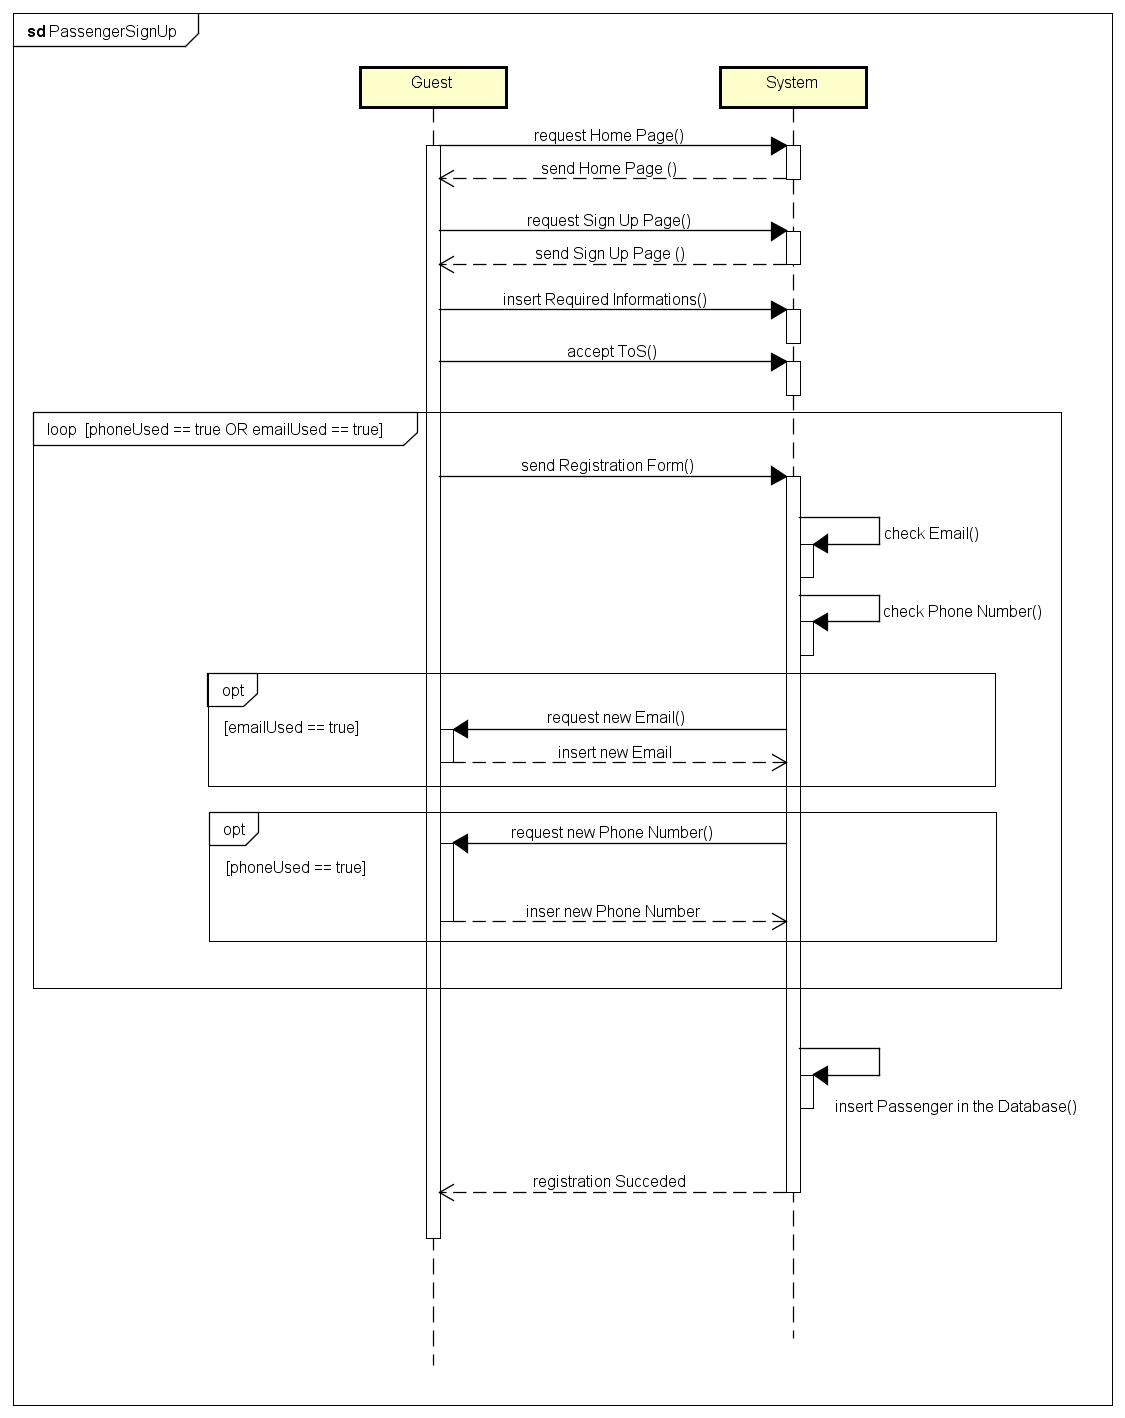 sd PassengerSignUp
Guest
System
request Home Page()
send Home Page ()
request Sign Up Page()
send Sign Up Page ()
insert Required Informations()
accept ToS()
loop [phoneUsed == true OR emailUsed == true]
send Registration Form()
check Email()
check Phone Number()
opt
[emailUsed == true]
request new Email()
insert new Email
opt
[phoneUsed == true]
request new Phone Number()
inser new Phone Number
insert Passenger in the Database()
registration Succeded